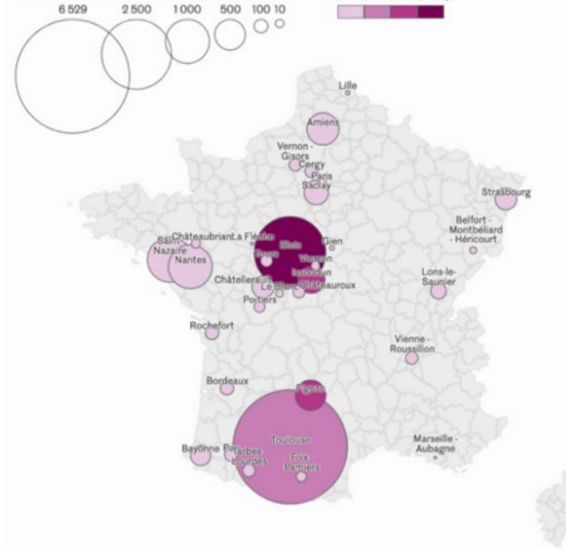 6 529
2 500
1 000
500
100
10
Lille
Amiens
Vernon -
Gisors
Cergy
Paris
Saclay
Strasbourg
Belfort -
Montbéliard
- Héricourt
Châteaubriant
La Flèche
Saint-
Nazaire
Nantes
Blois
Tours
Gien
Vierzon
Issoudun
Châteauroux
Châtellerault
Le Blanc
Poitiers
Lons-le-
Saunier
Rochefort
Vienne -
Roussillon
Bordeaux
Figeac
Toulouse
Bayonne
Tarbes-
Lourdes
Foix-
Pamiers
Marseille -
Aubagne